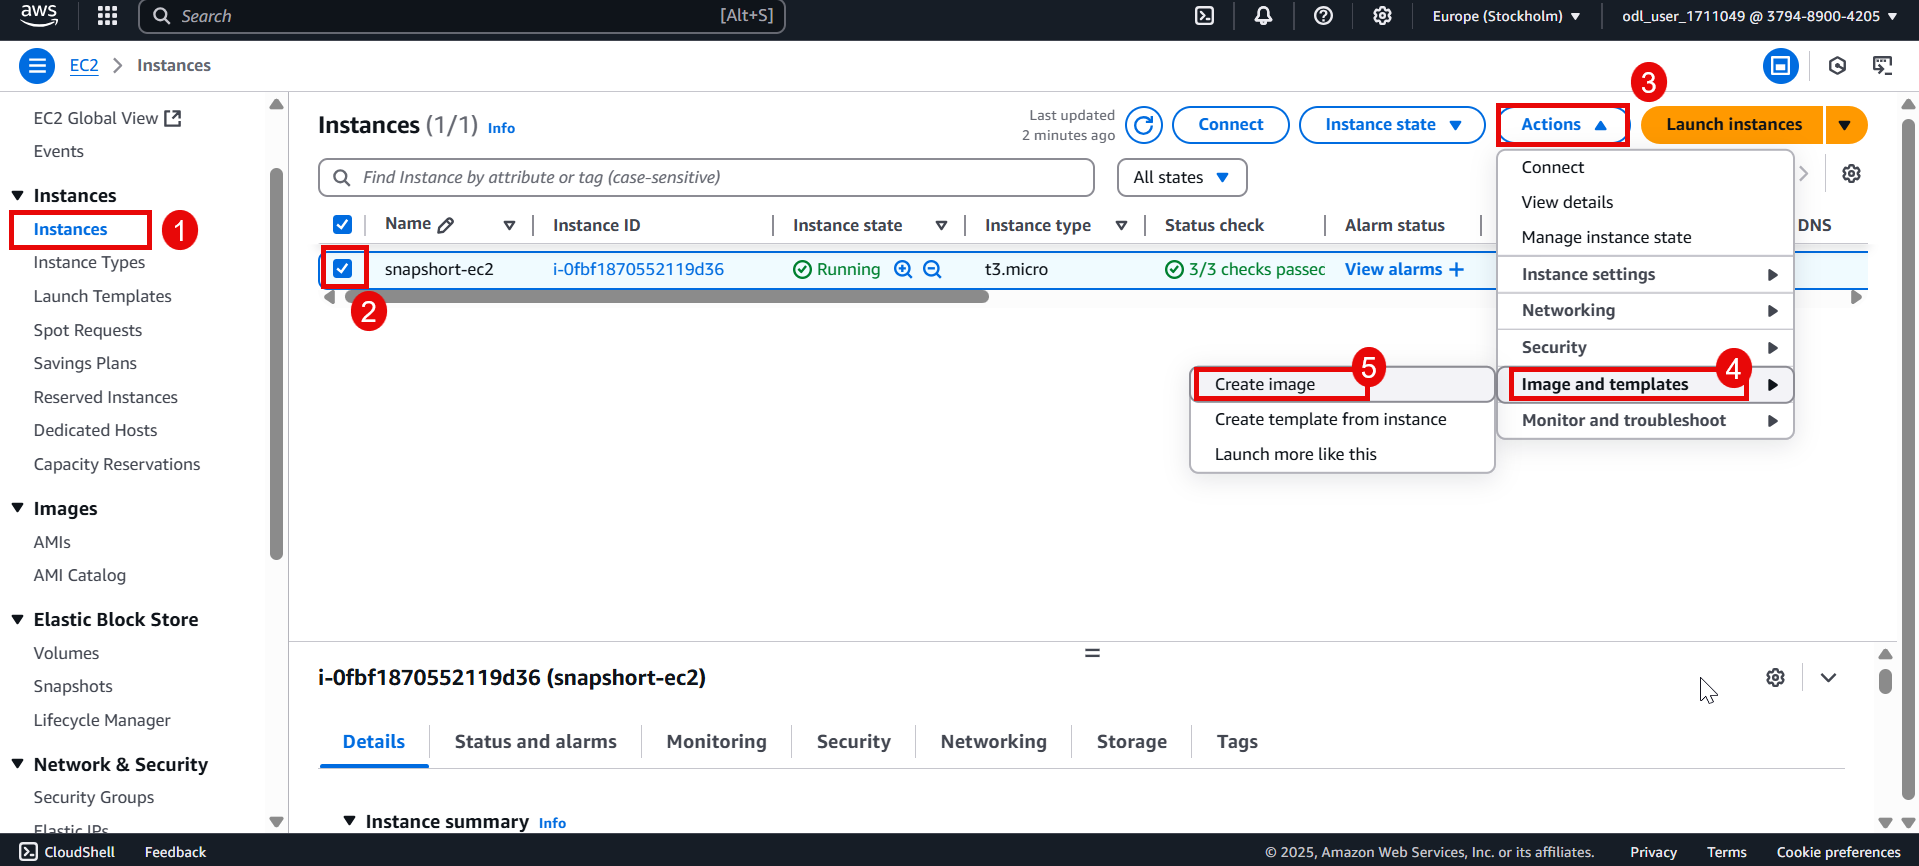 aws
Search [Alt+S]
Europe (Stockholm)
odl_user_1711049 @ 3794-8900-4205
EC2
Instances
EC2 Global View
Events
Instances
Instances
1
Instance Types
Launch Templates
Spot Requests
Savings Plans
Reserved Instances
Dedicated Hosts
Capacity Reservations
Images
AMIs
AMI Catalog
Elastic Block Store
Volumes
Snapshots
Lifecycle Manager
Network & Security
Security Groups
Elastic IPs
Instances (1/1) Info
Last updated
2 minutes ago
Connect
Instance state
Actions
3
Launch instances
Find Instance by attribute or tag (case-sensitive)
All states
Name
Instance ID
Instance state
Instance type
Status check
Alarm status
DNS
snapshort-ec2
i-0fbf1870552119d36
Running
t3.micro
3/3 checks passec
View alarms +
2
Connect
View details
Manage instance state
Instance settings
Networking
Security
Image and templates
4
Monitor and troubleshoot
Create image
5
Create template from instance
Launch more like this
i-0fbf1870552119d36 (snapshort-ec2)
Details
Status and alarms
Monitoring
Security
Networking
Storage
Tags
Instance summary Info
CloudShell
Feedback
© 2025, Amazon Web Services, Inc. or its affiliates.
Privacy
Terms
Cookie preferences